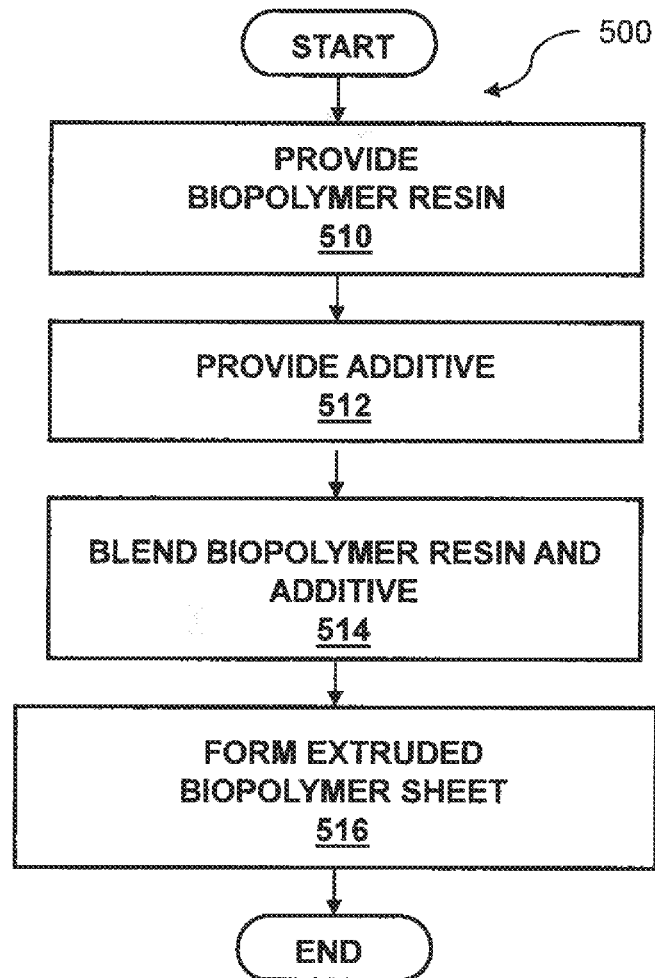 START
500
PROVIDE
BIOPOLYMER RESIN
510
PROVIDE ADDITIVE
512
BLEND BIOPOLYMER RESIN AND
ADDITIVE
514
FORM EXTRUDED
BIOPOLYMER SHEET
516
END